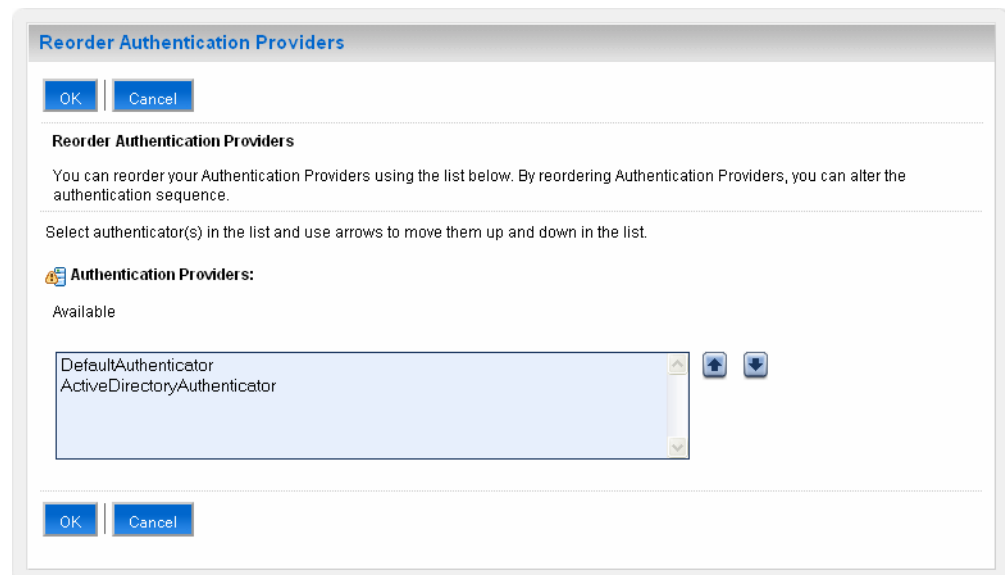 Reorder Authentication Providers
OK Cancel
Reorder Authentication Providers
You can reorder your Authentication Providers using the list below. By reordering Authentication Providers, you can alter the
authentication sequence.
Select authenticator(s) in the list and use arrows to move them up and down in the list.
Authentication Providers:
Available
DefaultAuthenticator
ActiveDirectoryAuthenticator
OK Cancel